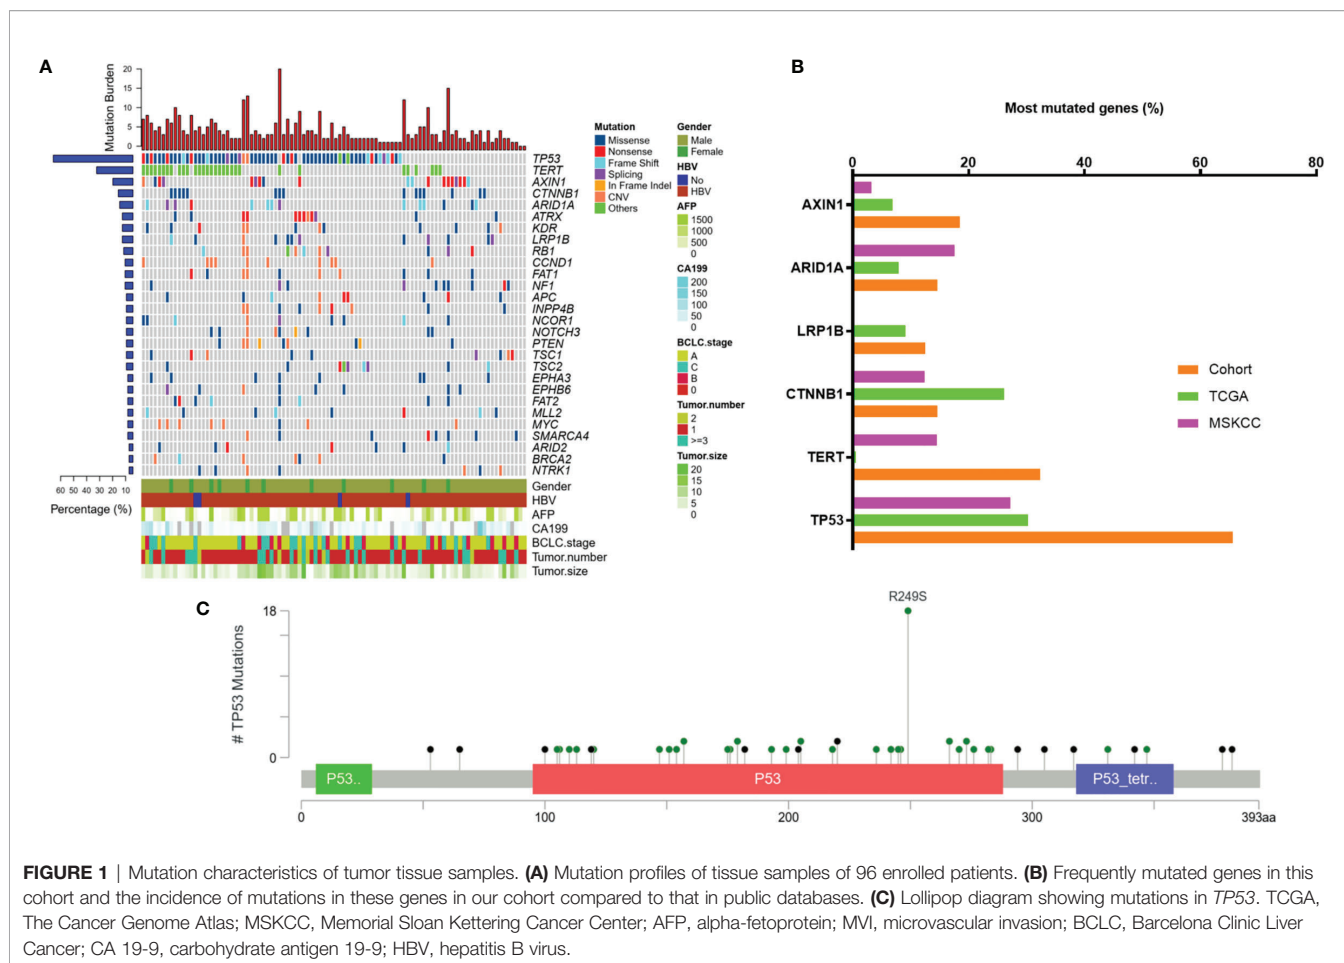 A
Mutation Burden
20
15
10
5
0
TP53
TERT
AXIN1
CTNNB1
ARID1A
ATRX
KDR
LRP1B
RB1
CCND1
FAT1
NF1
APC
INPP4B
NCOR1
NOTCH3
PTEN
TSC1
TSC2
EPHA3
EPHB6
FAT2
MLL2
MYC
SMARCA4
ARID2
BRCA2
NTRK1
60 50 40 30 20 10
Percentage (%)
Gender
HBV
AFP
CA199
BCLC.stage
Tumor.number
Tumor.size
Mutation
Missense
Nonsense
Frame Shift
Splicing
In Frame Indel
CNV
Others
Gender
Male
Female
HBV
No
HBV
AFP
1500
1000
500
0
CA199
200
150
100
50
0
BCLC.stage
A
C
B
0
Tumor.number
2
1
>=3
Tumor.size
20
15
10
5
0
B
Most mutated genes (%)
0 20 40 60 80
AXIN1
ARID1A
LRP1B
CTNNB1
TERT
TP53
Cohort
TCGA
MSKCC
C
# TP53 Mutations
18
0
R249S
P53.. P53 P53_tetr..
0 100 200 300 393aa
FIGURE 1 | Mutation characteristics of tumor tissue samples. (A) Mutation profiles of tissue samples of 96 enrolled patients. (B) Frequently mutated genes in this
cohort and the incidence of mutations in these genes in our cohort compared to that in public databases. (C) Lollipop diagram showing mutations in TP53. TCGA,
The Cancer Genome Atlas; MSKCC, Memorial Sloan Kettering Cancer Center; AFP, alpha-fetoprotein; MVI, microvascular invasion; BCLC, Barcelona Clinic Liver
Cancer; CA 19-9, carbohydrate antigen 19-9; HBV, hepatitis B virus.